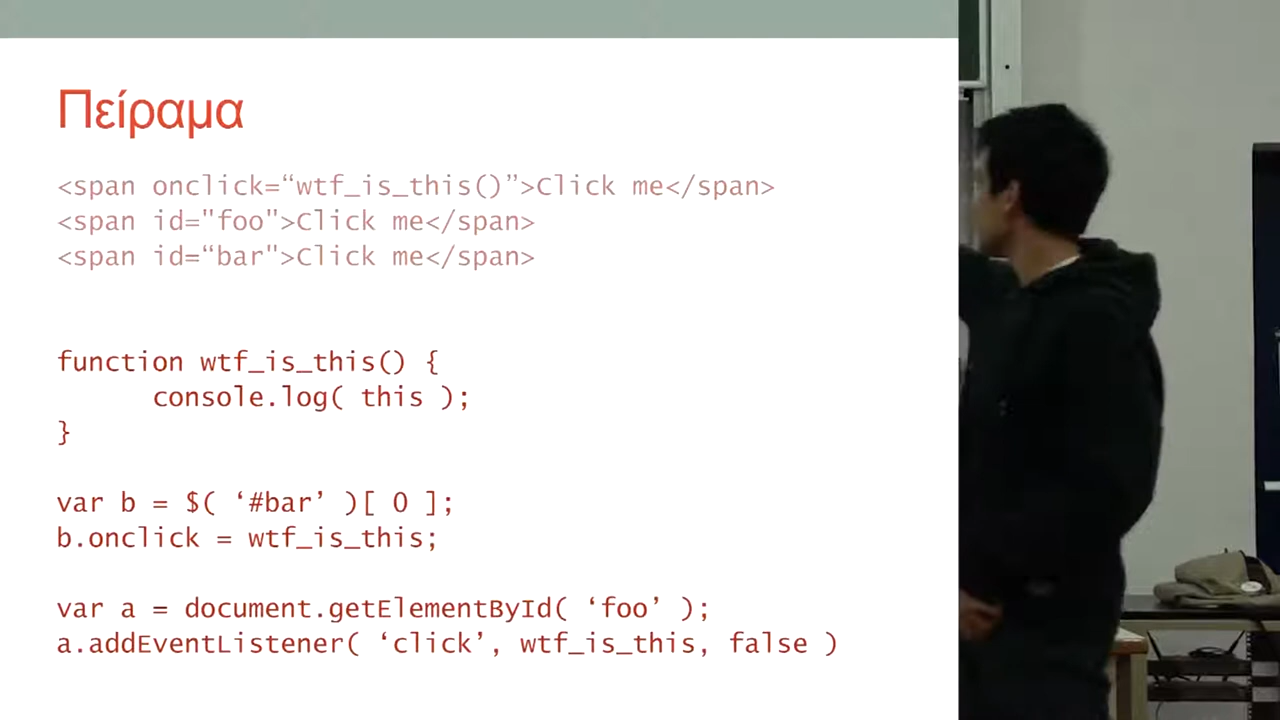 Πείραμα
<span onclick=“wtf_is_this()”>Click me</span>
<span id="foo">Click me</span>
<span id=“bar">Click me</span>
function wtf_is_this() {
console.log( this );
}
var b = $( ‘#bar’ )[ 0 ];
b.onclick = wtf_is_this;
var a = document.getElementById( ‘foo’ );
a.addEventListener( ‘click’, wtf_is_this, false )